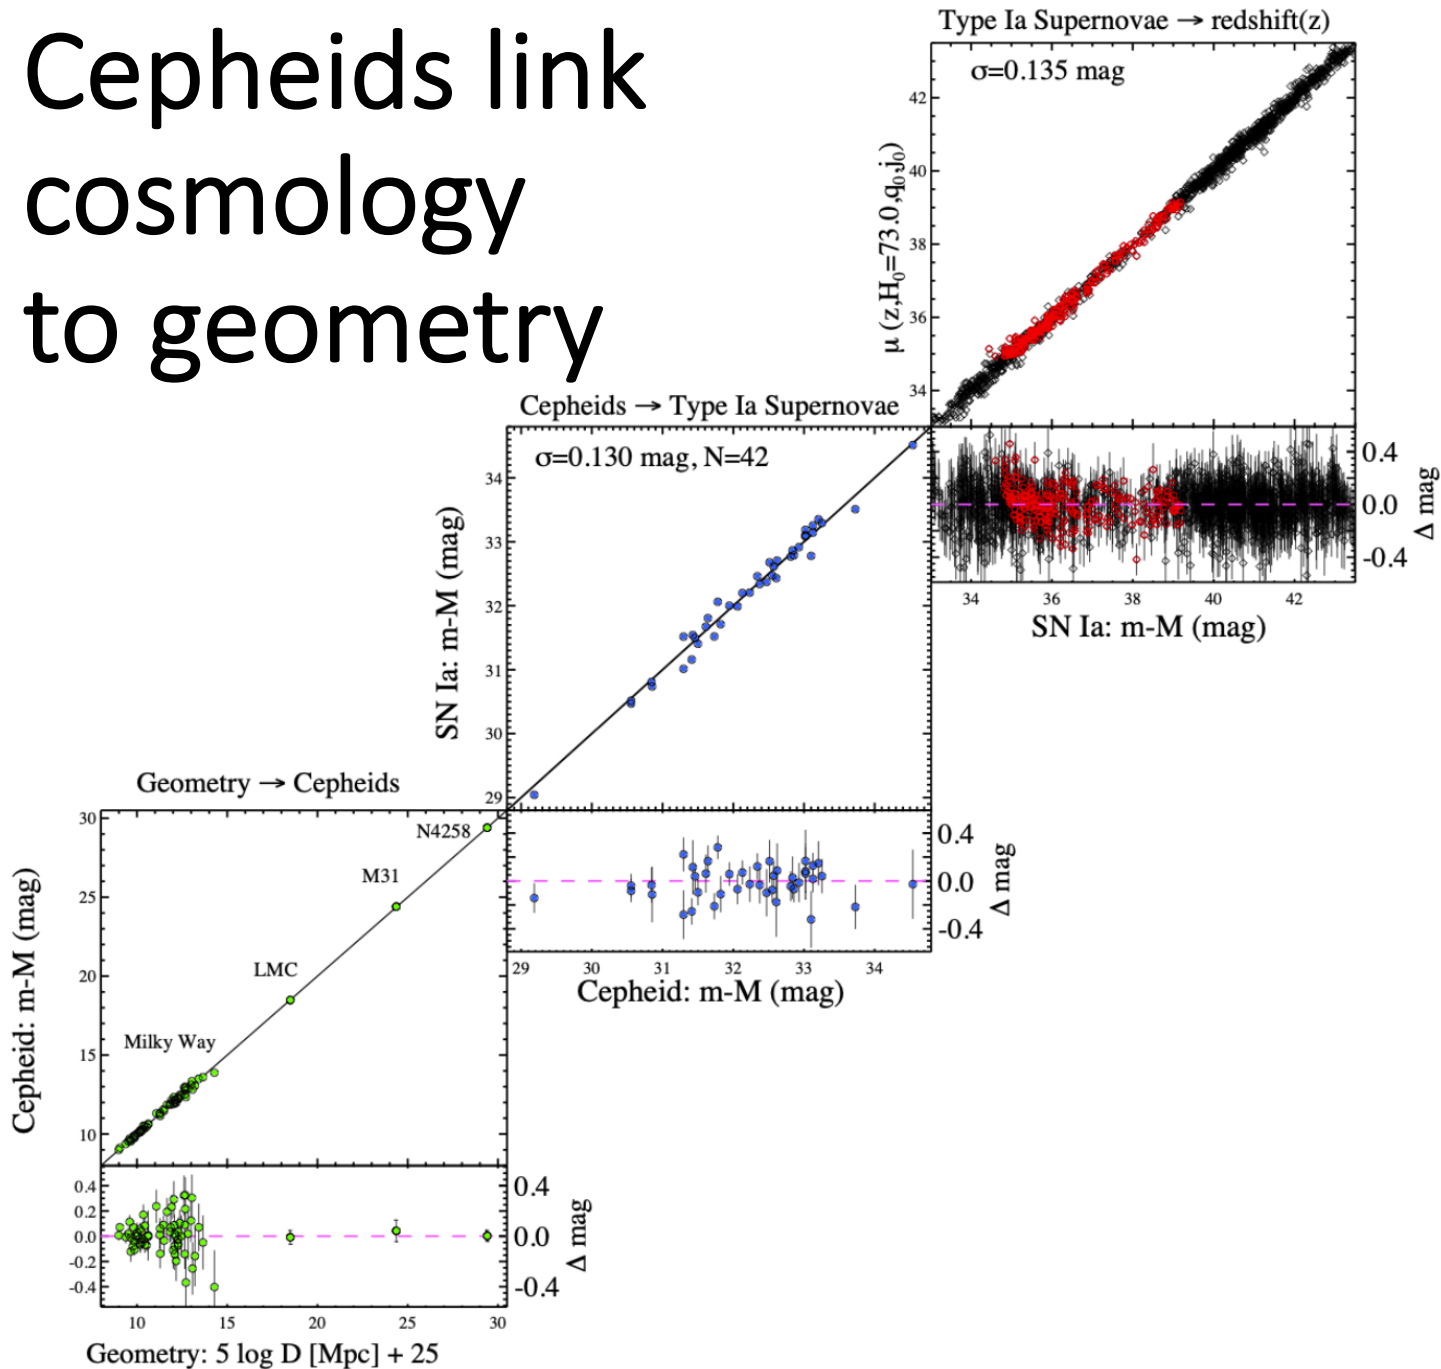 Cepheids link
cosmology
to geometry
Type Ia Supernovae → redshift(z)
σ=0.135 mag
μ (z,H₀=73.0,q₀,j₀)
42
40
38
36
34
0.4
0.0
-0.4
Δ mag
34 36 38 40 42
SN Ia: m-M (mag)
Cepheids → Type Ia Supernovae
σ=0.130 mag, N=42
SN Ia: m-M (mag)
34
33
32
31
30
29
0.4
0.0
-0.4
Δ mag
29 30 31 32 33 34
Cepheid: m-M (mag)
Geometry → Cepheids
N4258
M31
LMC
Milky Way
Cepheid: m-M (mag)
30
25
20
15
10
0.4
0.2
0.0
-0.2
-0.4
0.4
0.0
-0.4
Δ mag
10 15 20 25 30
Geometry: 5 log D [Mpc] + 25